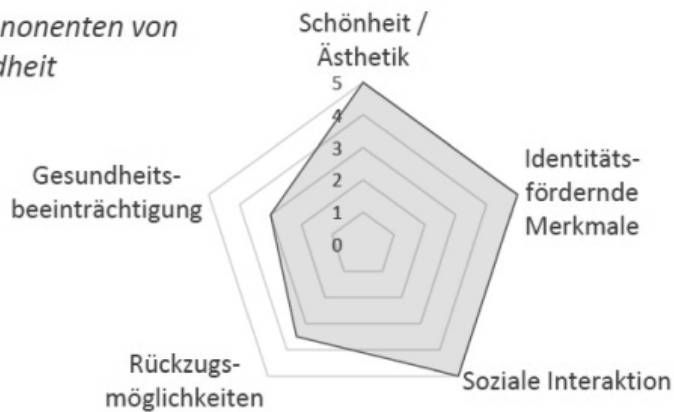 nonenten von
dheit
Schönheit /
Ästhetik
5
4
3
2
1
0
Identitäts-
fördernde
Merkmale
Soziale Interaktion
Rückzugs-
möglichkeiten
Gesundheits-
beeinträchtigung